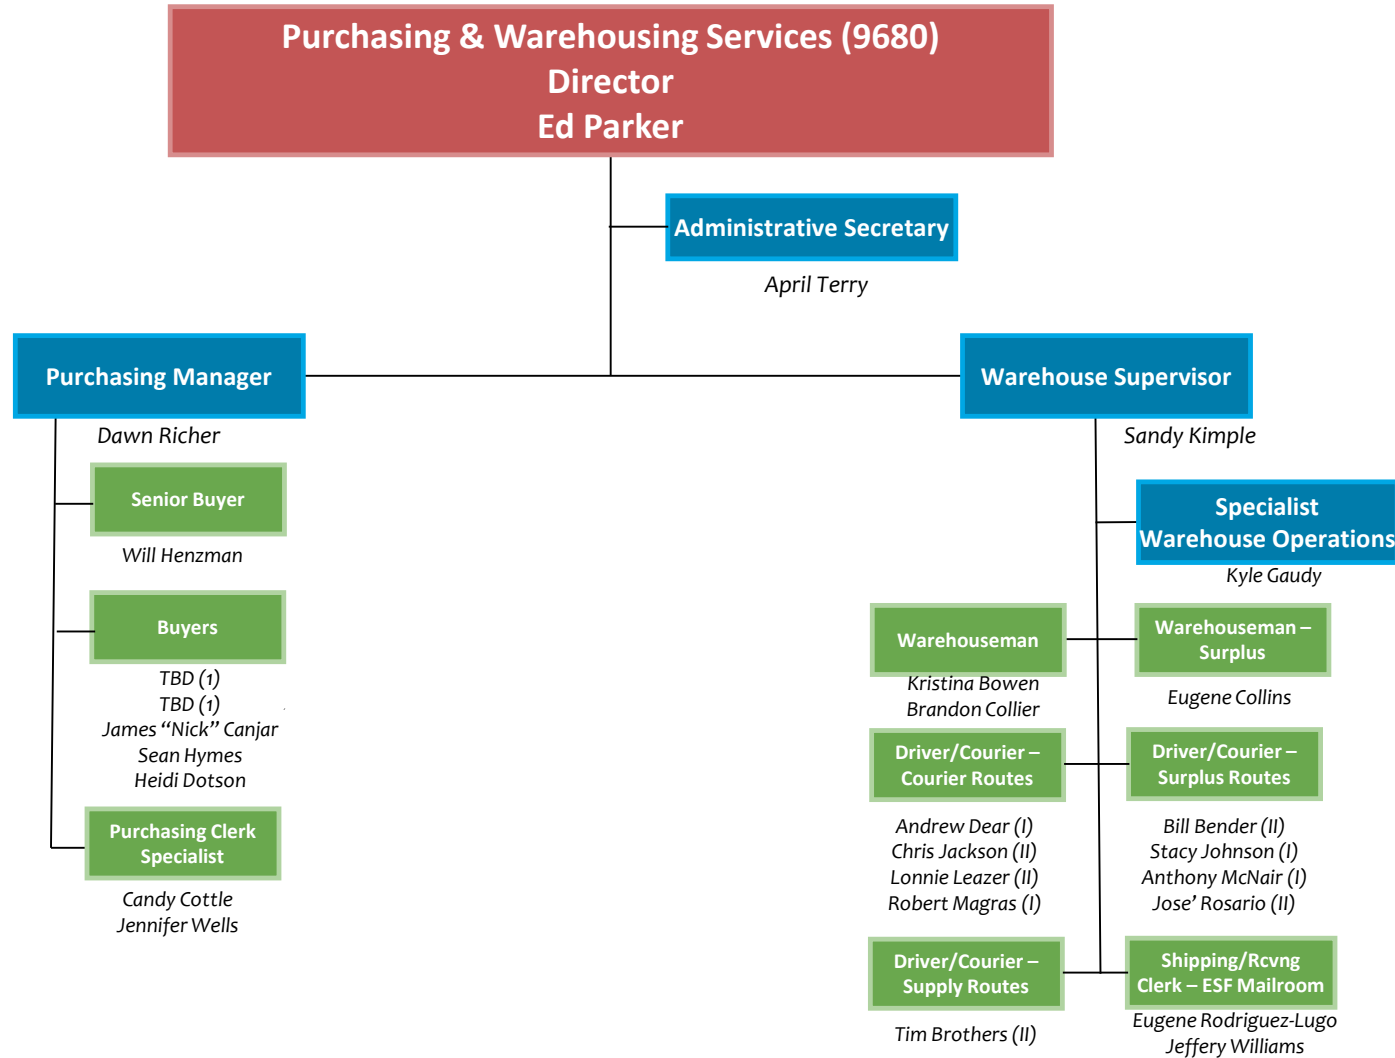 Purchasing & Warehousing Services (9680)
Director
Ed Parker
Administrative Secretary
April Terry
Purchasing Manager
Dawn Richer
Senior Buyer
Will Henzman
Buyers
TBD (1)
TBD (1)
James “Nick” Canjar
Sean Hymes
Heidi Dotson
Purchasing Clerk
Specialist
Candy Cottle
Jennifer Wells
Warehouse Supervisor
Sandy Kimple
Specialist
Warehouse Operations
Kyle Gaudy
Warehouseman
Kristina Bowen
Brandon Collier
Warehouseman –
Surplus
Eugene Collins
Driver/Courier –
Courier Routes
Andrew Dear (I)
Chris Jackson (II)
Lonnie Leazer (II)
Robert Magras (I)
Driver/Courier –
Surplus Routes
Bill Bender (II)
Stacy Johnson (I)
Anthony McNair (I)
Jose’ Rosario (II)
Driver/Courier –
Supply Routes
Tim Brothers (II)
Shipping/Rcvng
Clerk – ESF Mailroom
Eugene Rodriguez-Lugo
Jeffery Williams